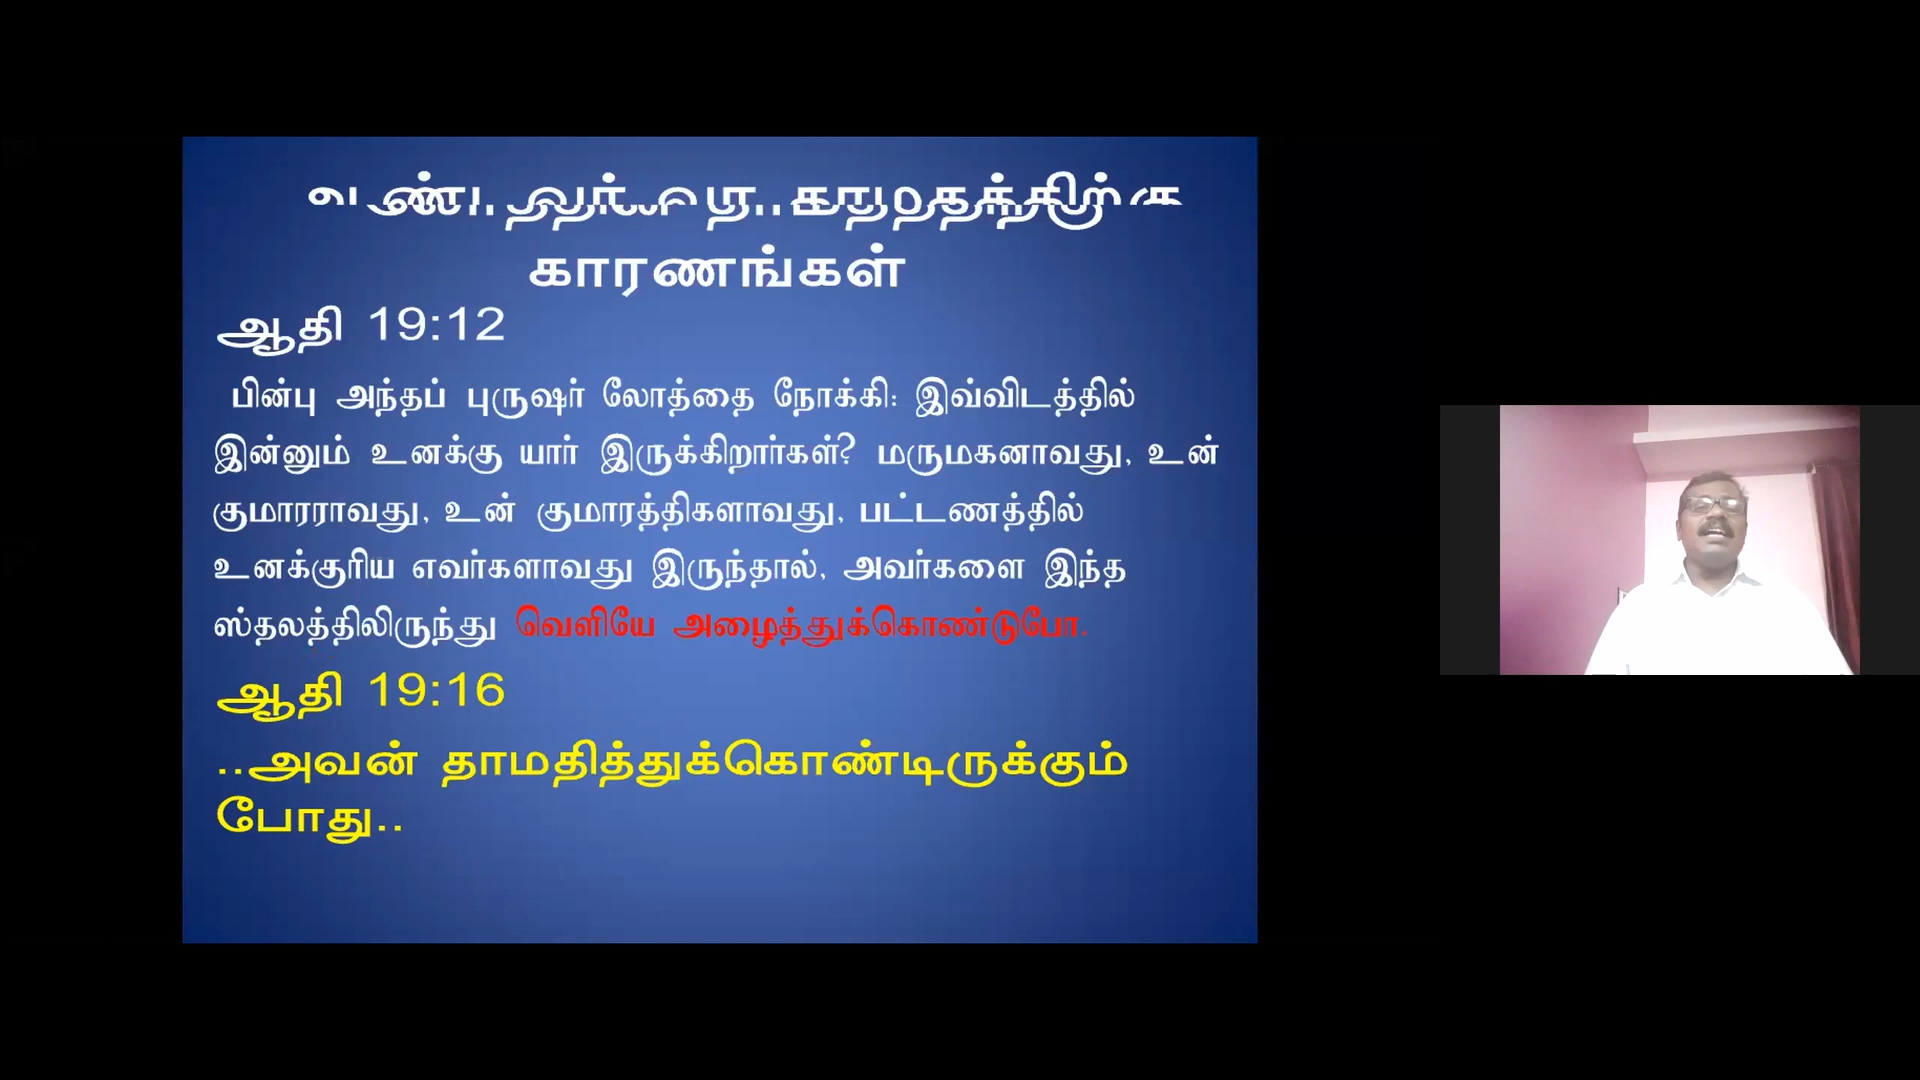 காரணங்கள்
ஆதி 19:12
பின்பு அந்தப் புருஷர் லோத்தை நோக்கி: இவ்விடத்தில்
இன்னும் உனக்கு யார் இருக்கிறார்கள்? மருமகனாவது, உன்
குமாரராவது, உன் குமாரத்திகளாவது, பட்டணத்தில்
உனக்குரிய எவர்களாவது இருந்தால், அவர்களை இந்த
ஸ்தலத்திலிருந்து வெளியே அழைத்துக்கொண்டுபோ.
ஆதி 19:16
..அவன் தாமதித்துக்கொண்டிருக்கும்
போது..